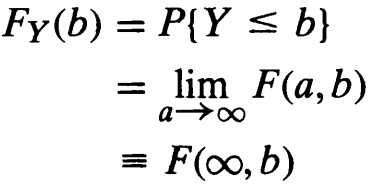 F_Y(b) = P{Y ≤ b}
= lim_{a→∞} F(a, b)
≡ F(∞, b)